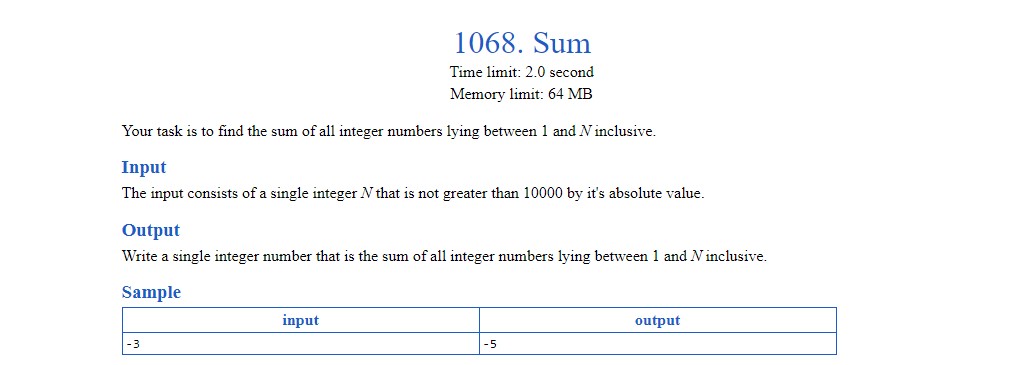 1068. Sum
Time limit: 2.0 second
Memory limit: 64 MB
Your task is to find the sum of all integer numbers lying between 1 and N inclusive.
Input
The input consists of a single integer N that is not greater than 10000 by it's absolute value.
Output
Write a single integer number that is the sum of all integer numbers lying between 1 and N inclusive.
Sample
input output
-3 -5